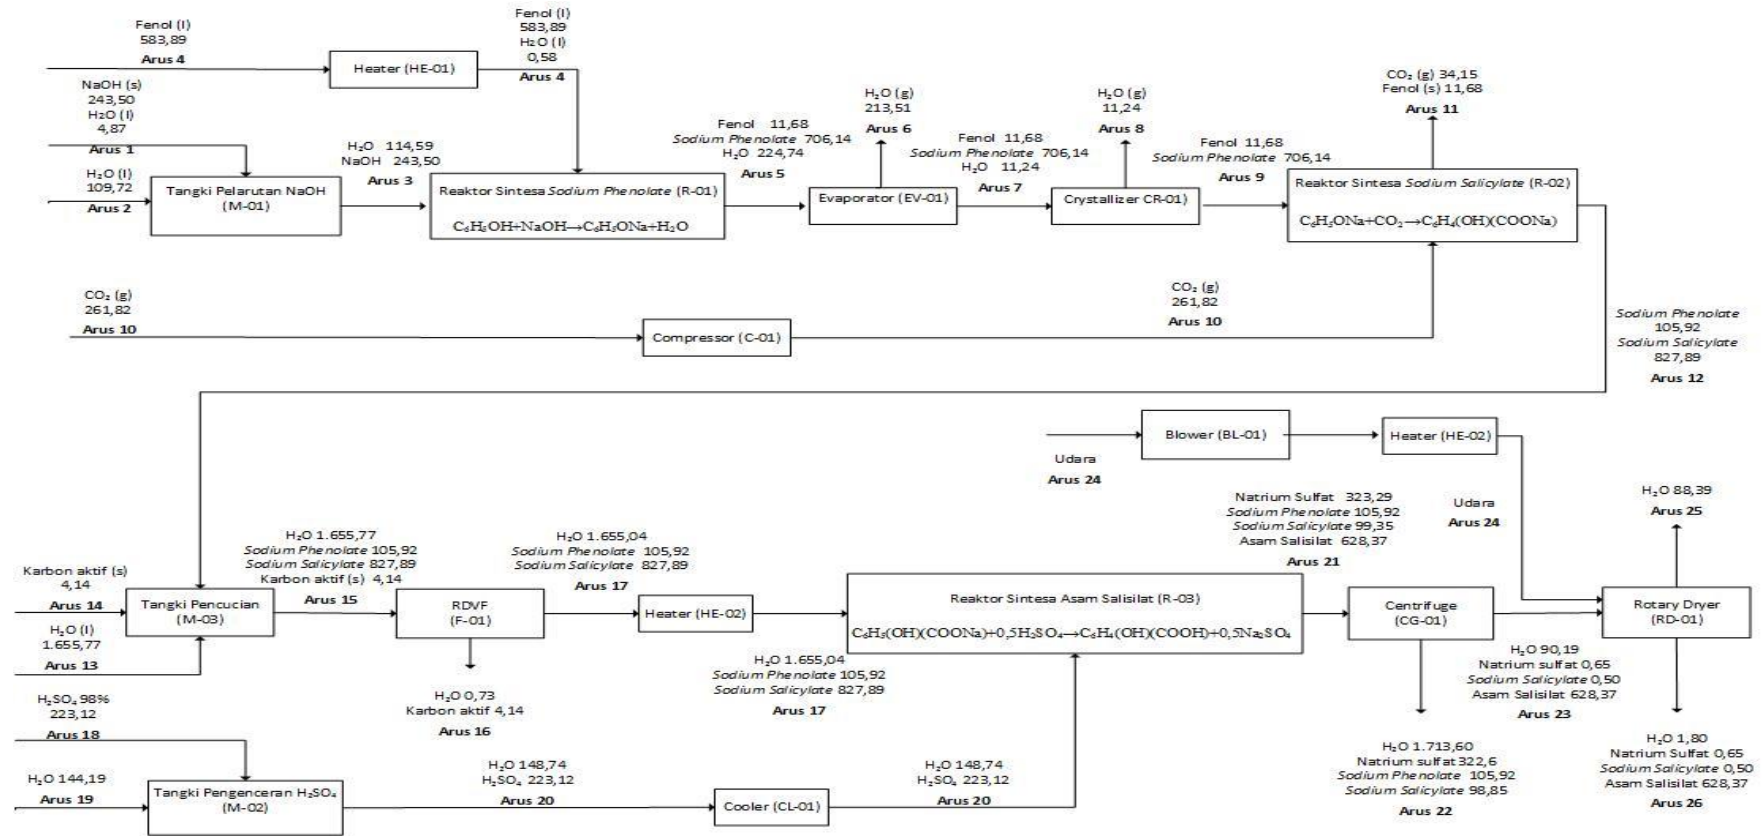 Fenol (l)
583,89
Arus 4
Heater (HE-01)
Fenol (l)
583,89
H₂O (l)
0,58
Arus 4
NaOH (s)
243,50
H₂O (l)
4,87
Arus 1
H₂O (l)
109,72
Arus 2
Tangki Pelarutan NaOH
(M-01)
H₂O 114,59
NaOH 243,50
Arus 3
Reaktor Sintesa Sodium Phenolate (R-01)
C₆H₅OH+NaOH→C₆H₅ONa+H₂O
Fenol 11,68
Sodium Phenolate 706,14
H₂O 224,74
Arus 5
H₂O (g)
213,51
Arus 6
Evaporator (EV-01)
Fenol 11,68
Sodium Phenolate 706,14
H₂O 11,24
Arus 7
H₂O (g)
11,24
Arus 8
Crystallizer CR-01)
Fenol 11,68
Sodium Phenolate 706,14
Arus 9
CO₂ (g) 34,15
Fenol (s) 11,68
Arus 11
Reaktor Sintesa Sodium Salicylate (R-02)
C₆H₅ONa+CO₂→C₆H₄(OH)(COONa)
CO₂ (g)
261,82
Arus 10
Compressor (C-01)
CO₂ (g)
261,82
Arus 10
Sodium Phenolate
105,92
Sodium Salicylate
827,89
Arus 12
Udara
Arus 24
Blower (BL-01)
Heater (HE-02)
Udara
Arus 24
H₂O 88,39
Arus 25
Karbon aktif (s)
4,14
Arus 14
H₂O (l)
1.655,77
Arus 13
Tangki Pencucian
(M-03)
H₂O 1.655,77
Sodium Phenolate 105,92
Sodium Salicylate 827,89
Karbon aktif (s) 4,14
Arus 15
RDVF
(F-01)
H₂O 0,73
Karbon aktif 4,14
Arus 16
H₂O 1.655,04
Sodium Phenolate 105,92
Sodium Salicylate 827,89
Arus 17
Heater (HE-02)
H₂O 1.655,04
Sodium Phenolate 105,92
Sodium Salicylate 827,89
Arus 17
Reaktor Sintesa Asam Salisilat (R-03)
C₆H₅(OH)(COONa)+0,5H₂SO₄→C₆H₄(OH)(COOH)+0,5Na₂SO₄
Natrium Sulfat 323,29
Sodium Phenolate 105,92
Sodium Salicylate 99,35
Asam Salisilat 628,37
Arus 21
Centrifuge
(CG-01)
Rotary Dryer
(RD-01)
H₂O 90,19
Natrium sulfat 0,65
Sodium Salicylate 0,50
Asam Salisilat 628,37
Arus 23
H₂SO₄ 98%
223,12
Arus 18
H₂O 144,19
Arus 19
Tangki Pengenceran H₂SO₄
(M-02)
H₂O 148,74
H₂SO₄ 223,12
Arus 20
Cooler (CL-01)
H₂O 148,74
H₂SO₄ 223,12
Arus 20
H₂O 1.713,60
Natrium sulfat 322,6
Sodium Phenolate 105,92
Sodium Salicylate 98,85
Arus 22
H₂O 1,80
Natrium Sulfat 0,65
Sodium Salicylate 0,50
Asam Salisilat 628,37
Arus 26